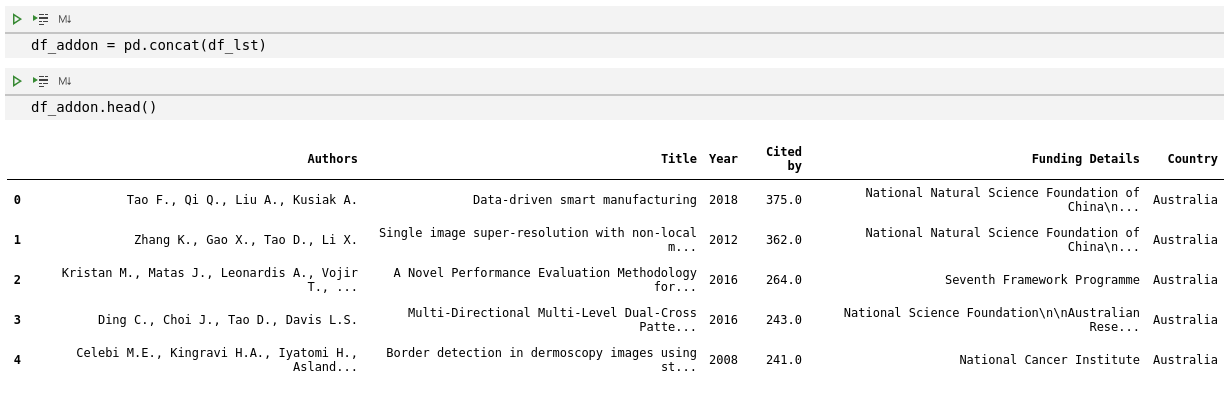 M↓
df_addon = pd.concat(df_lst)
M↓
df_addon.head()
Authors Title Year Cited by Funding Details Country
0 Tao F., Qi Q., Liu A., Kusiak A. Data-driven smart manufacturing 2018 375.0 National Natural Science Foundation of China\n... Australia
1 Zhang K., Gao X., Tao D., Li X. Single image super-resolution with non-local m... 2012 362.0 National Natural Science Foundation of China\n... Australia
2 Kristan M., Matas J., Leonardis A., Vojir T., ... A Novel Performance Evaluation Methodology for... 2016 264.0 Seventh Framework Programme Australia
3 Ding C., Choi J., Tao D., Davis L.S. Multi-Directional Multi-Level Dual-Cross Patte... 2016 243.0 National Science Foundation\n\nAustralian Rese... Australia
4 Celebi M.E., Kingravi H.A., Iyatomi H., Asland... Border detection in dermoscopy images using st... 2008 241.0 National Cancer Institute Australia